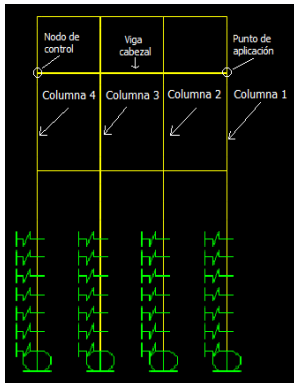 Nodo de
control
Viga
cabezal
Punto de
aplicación
Columna 4
Columna 3
Columna 2
Columna 1